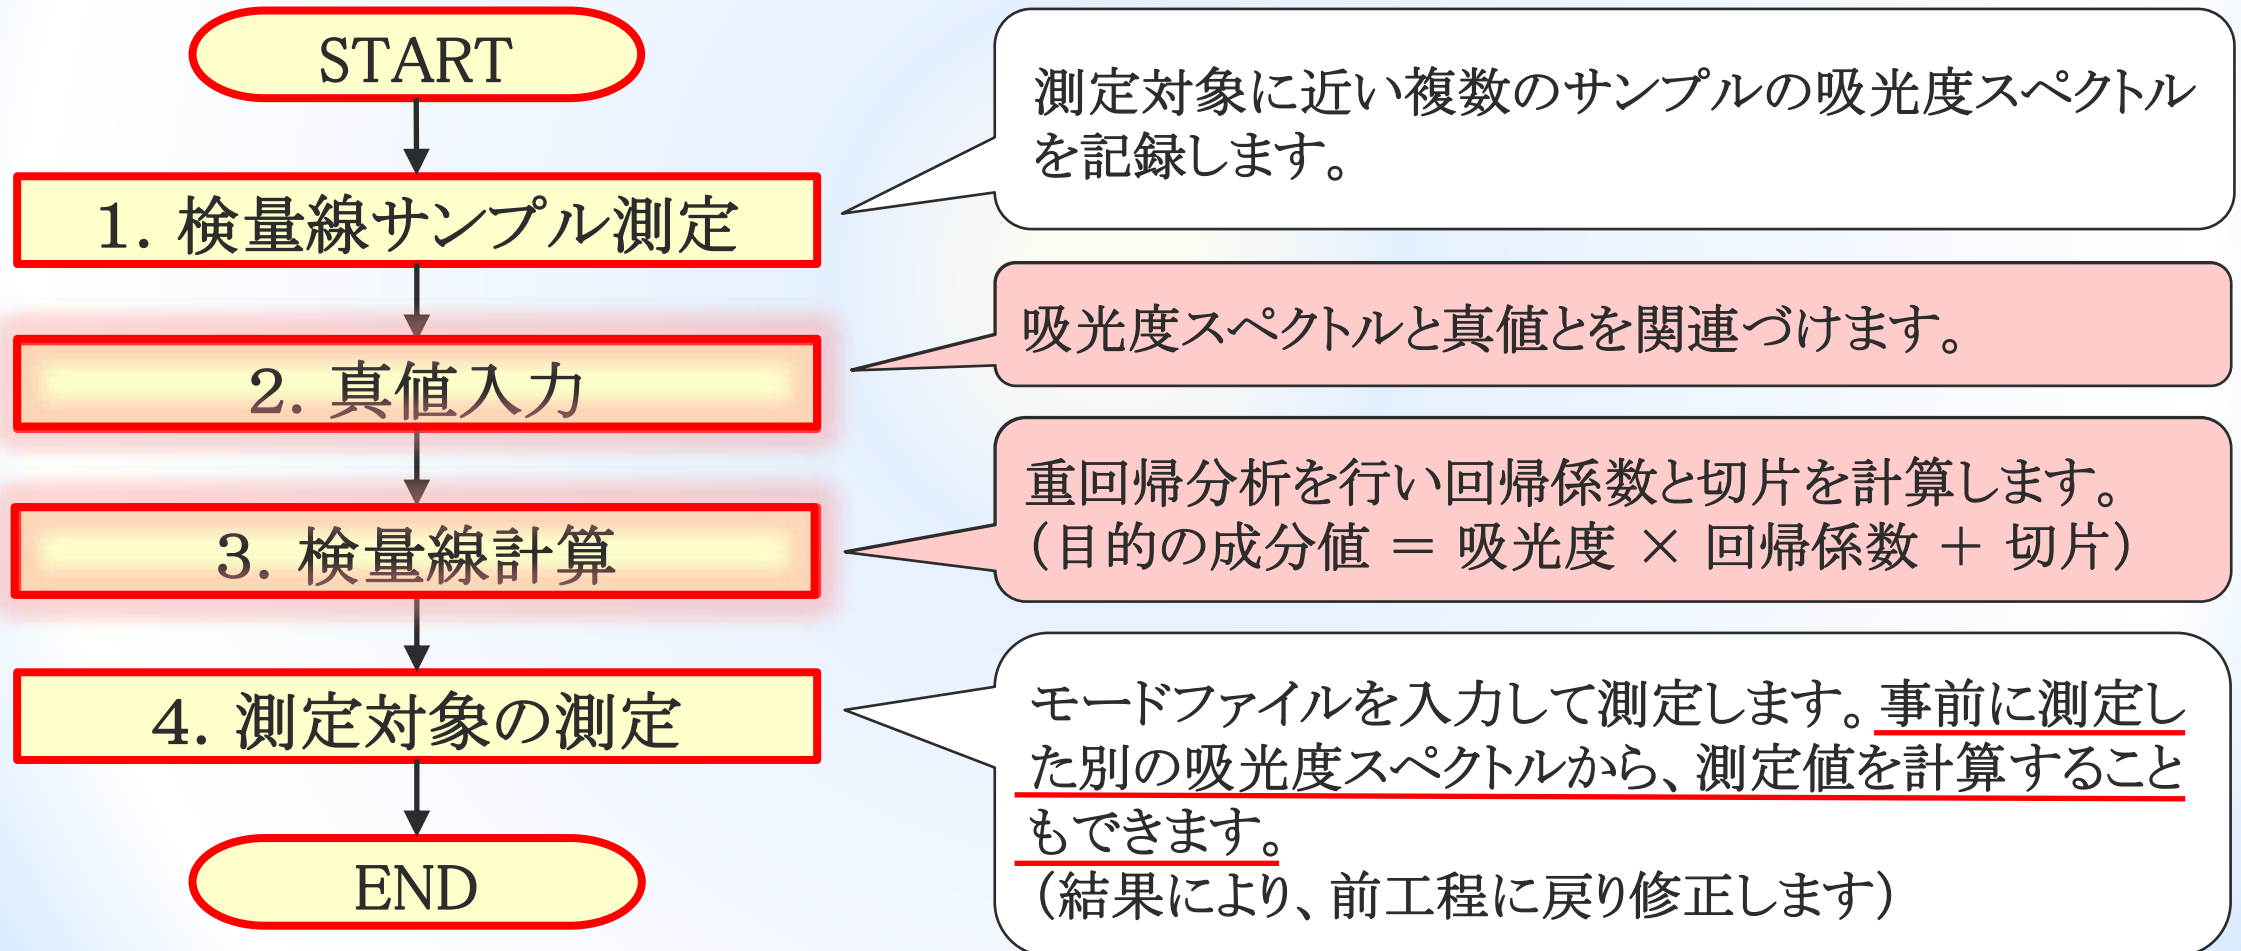 START
測定対象に近い複数のサンプルの吸光度スペクトル
を記録します。
1. 検量線サンプル測定
吸光度スペクトルと真値とを関連づけます。
2. 真値入力
重回帰分析を行い回帰係数と切片を計算します。
（目的の成分値 ＝ 吸光度 × 回帰係数 ＋ 切片）
3. 検量線計算
モードファイルを入力して測定します。事前に測定し
た別の吸光度スペクトルから、測定値を計算すること
もできます。
（結果により、前工程に戻り修正します）
4. 測定対象の測定
END